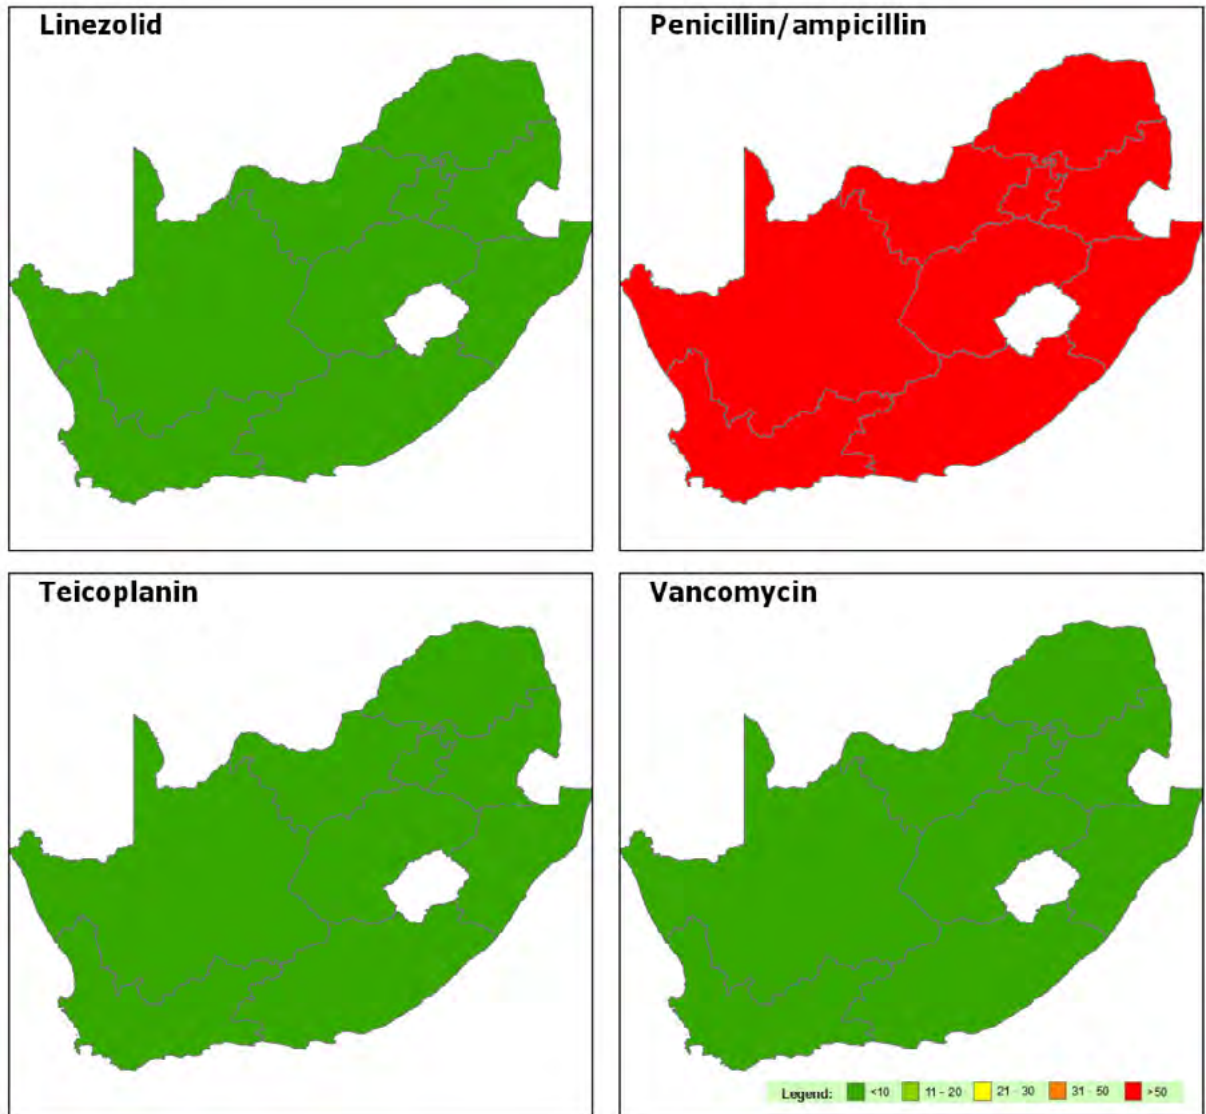 Linezolid
Penicillin/ampicillin
Teicoplanin
Vancomycin
Legend: <10 11 - 20 21 - 30 31 - 50 >50